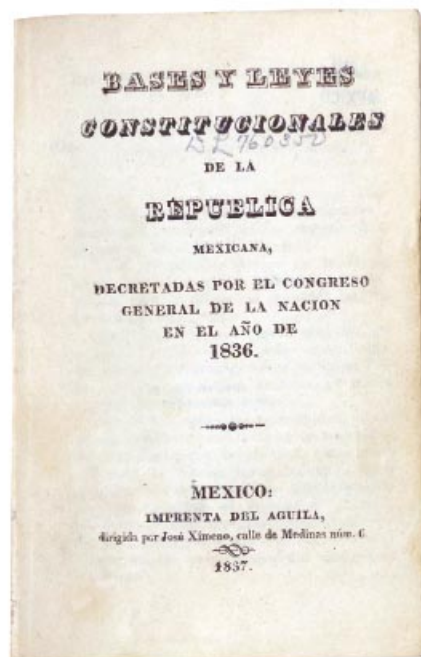 BASES Y LEYES
CONSTITUCIONALES
DE LA
REPUBLICA
MEXICANA,
DECRETADAS POR EL CONGRESO
GENERAL DE LA NACION
EN EL AÑO DE
1836.
MEXICO:
IMPRENTA DEL AGUILA,
dirigida por José Ximeno, calle de Medinas núm. 6
1837.